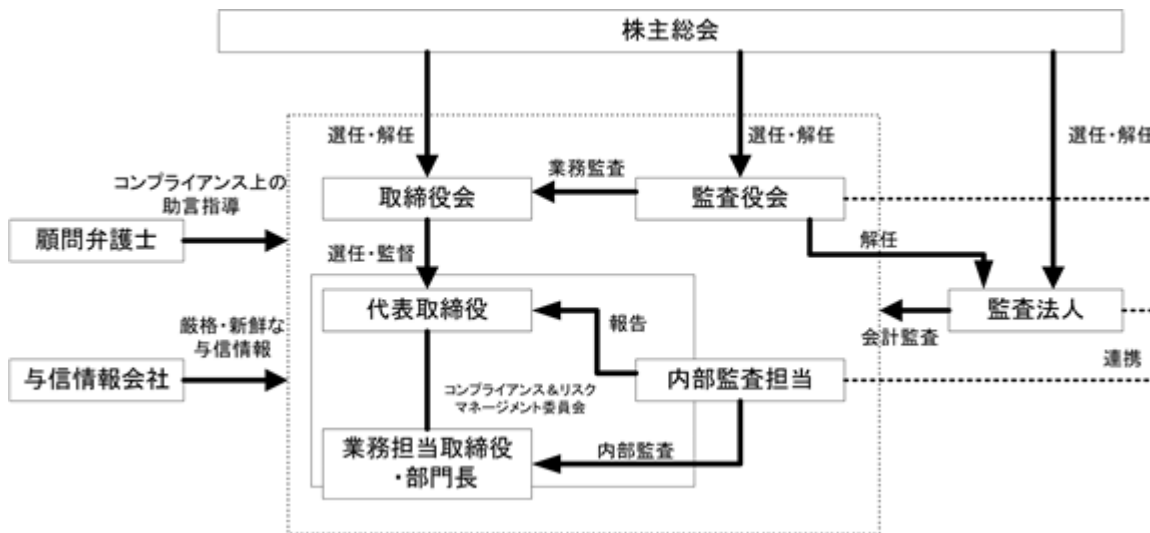 株主総会
選任・解任
選任・解任
選任・解任
コンプライアンス上の
助言指導
業務監査
取締役会
監査役会
顧問弁護士
解任
選任・監督
代表取締役
監査法人
報告
厳格・新鮮な
与信情報
会計監査
連携
与信情報会社
内部監査担当
コンプライアンス&リスク
マネージメント委員会
業務担当取締役
・部門長
内部監査